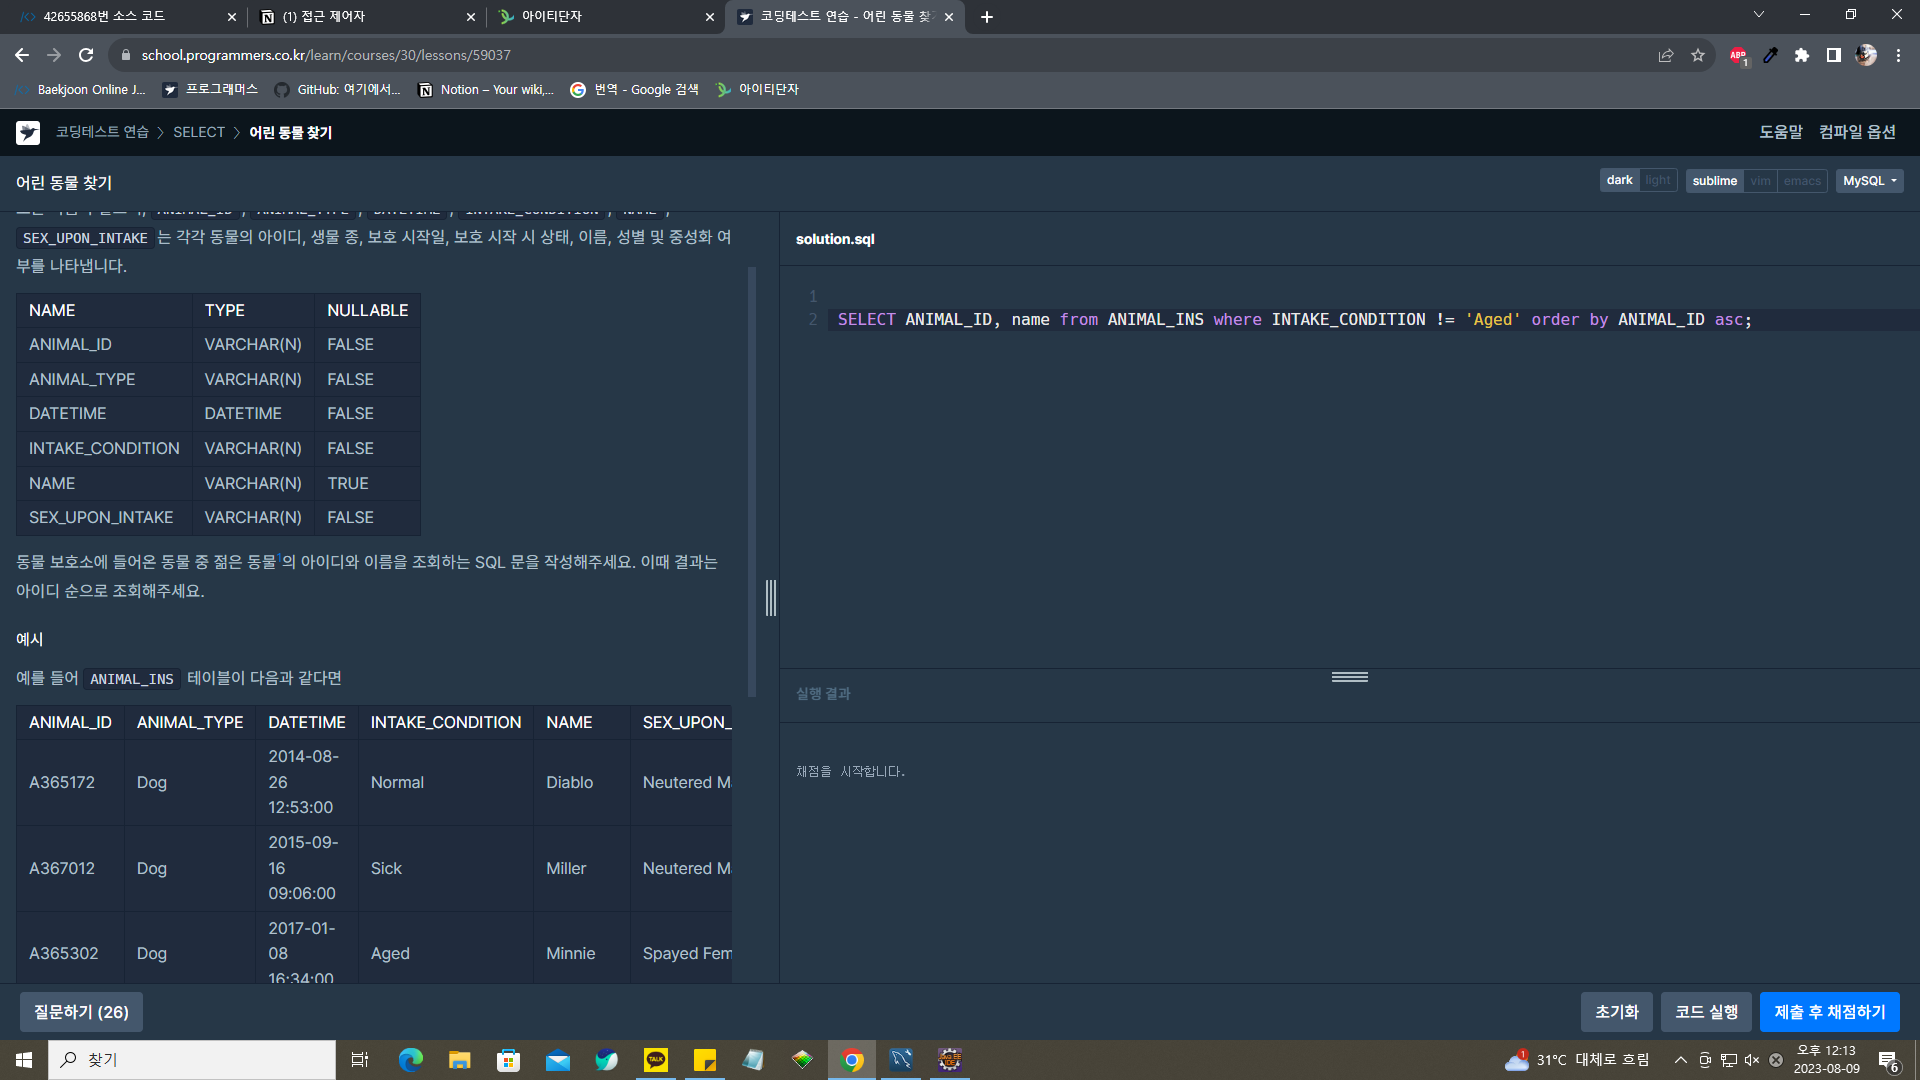 42655868번 소스 코드
(1) 접근 제어자
아이티단자
코딩테스트 연습 - 어린 동물 찾기
school.programmers.co.kr/learn/courses/30/lessons/59037
ABP
1
Baekjoon Online J...
프로그래머스
GitHub: 여기에서...
Notion – Your wiki,...
번역 - Google 검색
아이티단자
코딩테스트 연습 > SELECT > 어린 동물 찾기
도움말
컴파일 옵션
어린 동물 찾기
dark light
sublime vim emacs
MySQL
SEX_UPON_INTAKE 는 각각 동물의 아이디, 생물 종, 보호 시작일, 보호 시작 시 상태, 이름, 성별 및 중성화 여
부를 나타냅니다.
NAME TYPE NULLABLE
ANIMAL_ID VARCHAR(N) FALSE
ANIMAL_TYPE VARCHAR(N) FALSE
DATETIME DATETIME FALSE
INTAKE_CONDITION VARCHAR(N) FALSE
NAME VARCHAR(N) TRUE
SEX_UPON_INTAKE VARCHAR(N) FALSE
동물 보호소에 들어온 동물 중 젊은 동물1의 아이디와 이름을 조회하는 SQL 문을 작성해주세요. 이때 결과는
아이디 순으로 조회해주세요.
예시
예를 들어 ANIMAL_INS 테이블이 다음과 같다면
ANIMAL_ID ANIMAL_TYPE DATETIME INTAKE_CONDITION NAME SEX_UPON_
A365172 Dog 2014-08-26 12:53:00 Normal Diablo Neutered M
A367012 Dog 2015-09-16 09:06:00 Sick Miller Neutered M
A365302 Dog 2017-01-08 16:34:00 Aged Minnie Spayed Fem
solution.sql
1
2 SELECT ANIMAL_ID, name from ANIMAL_INS where INTAKE_CONDITION != 'Aged' order by ANIMAL_ID asc;
실행 결과
채점을 시작합니다.
질문하기 (26)
초기화
코드 실행
제출 후 채점하기
찾기
TALK
1
31°C 대체로 흐림
오후 12:13
2023-08-09
6